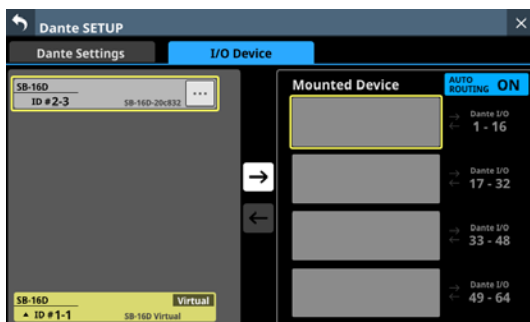 Dante SETUP
Dante Settings
I/O Device
SB-16D
ID #2-3
SB-16D-20c832
...
Mounted Device
AUTO ROUTING ON
Dante I/O
1 - 16
Dante I/O
17 - 32
Dante I/O
33 - 48
Dante I/O
49 - 64
SB-16D
Virtual
ID #1-1
SB-16D Virtual